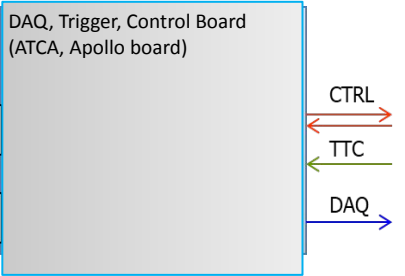 DAQ, Trigger, Control Board
(ATCA, Apollo board)
CTRL
TTC
DAQ